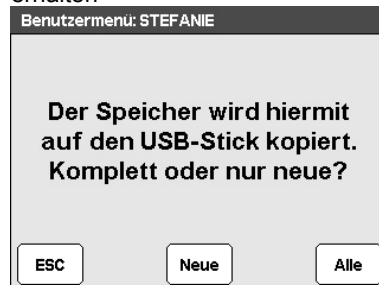 Benutzermenü: STEFANIE
Der Speicher wird hiermit
auf den USB-Stick kopiert.
Komplett oder nur neue?
ESC Neue Alle